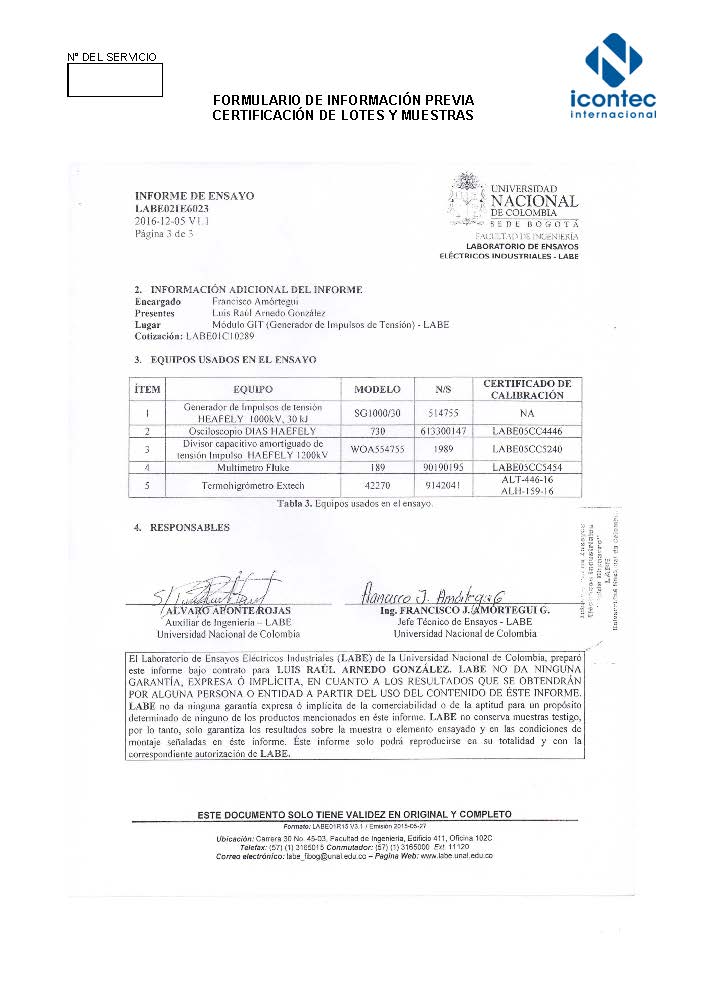 N° DEL SERVICIO
icontec
internacional
FORMULARIO DE INFORMACIÓN PREVIA
CERTIFICACIÓN DE LOTES Y MUESTRAS
INFORME DE ENSAYO
LABE021E6023
2016-12-05 V1.1
Página 3 de 3
UNIVERSIDAD
NACIONAL
DE COLOMBIA
SEDE BOGOTÁ
FACULTAD DE INGENIERÍA
LABORATORIO DE ENSAYOS
ELÉCTRICOS INDUSTRIALES - LABE
2. INFORMACIÓN ADICIONAL DEL INFORME
Encargado Francisco Amórtegui
Presentes Luis Raúl Arnedo González
Lugar Módulo GIT (Generador de Impulsos de Tensión) - LABE
Cotización: LABE01C10289
3. EQUIPOS USADOS EN EL ENSAYO
ÍTEM EQUIPO MODELO N/S CERTIFICADO DE CALIBRACIÓN
1 Generador de Impulsos de tensión HEAFELY 1000kV, 30 kJ SG1000/30 514755 NA
2 Osciloscopio DIAS HAEFELY 730 613300147 LABE05CC4446
3 Divisor capacitivo amortiguado de tensión Impulso HAEFELY 1200kV WOA554755 1989 LABE05CC5240
4 Multímetro Fluke 189 90190195 LABE05CC5454
5 Termohigrómetro Extech 42270 9142041 ALT-446-16 ALH-159-16
Tabla 3. Equipos usados en el ensayo.
4. RESPONSABLES
Francisco J. Amórtegui G
ALVARO APONTE ROJAS
Auxiliar de Ingeniería – LABE
Universidad Nacional de Colombia
Ing. FRANCISCO J. AMÓRTEGUI G.
Jefe Técnico de Ensayos - LABE
Universidad Nacional de Colombia
LABE
El Laboratorio de Ensayos Eléctricos Industriales (LABE) de la Universidad Nacional de Colombia, preparó
este informe bajo contrato para LUIS RAÚL ARNEDO GONZÁLEZ. LABE NO DA NINGUNA
GARANTÍA, EXPRESA Ó IMPLÍCITA, EN CUANTO A LOS RESULTADOS QUE SE OBTENDRÁN
POR ALGUNA PERSONA O ENTIDAD A PARTIR DEL USO DEL CONTENIDO DE ÉSTE INFORME.
LABE no da ninguna garantía expresa ó implícita de la comerciabilidad o de la aptitud para un propósito
determinado de ninguno de los productos mencionados en éste informe. LABE no conserva muestras testigo,
por lo tanto, solo garantiza los resultados sobre la muestra o elemento ensayado y en las condiciones de
montaje señaladas en éste informe. Éste informe solo podrá reproducirse en su totalidad y con la
correspondiente autorización de LABE.
ESTE DOCUMENTO SOLO TIENE VALIDEZ EN ORIGINAL Y COMPLETO
Formato: LABE01R15 V3.1 / Emisión 2015-05-27
Ubicación: Carrera 30 No. 45-03, Facultad de Ingeniería, Edificio 411, Oficina 102C
Telefax: (57) (1) 3165015 Conmutador: (57) (1) 3165000 Ext. 11120
Correo electrónico: labe_fibog@unal.edu.co – Pagina Web: www.labe.unal.edu.co